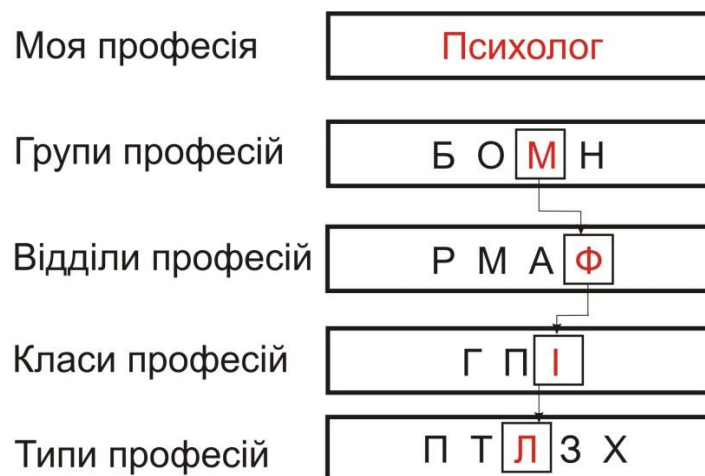 Моя професія Психолог
Групи професій Б О М Н
Відділи професій Р М А Ф
Класи професій Г П І
Типи професій П Т Л З Х